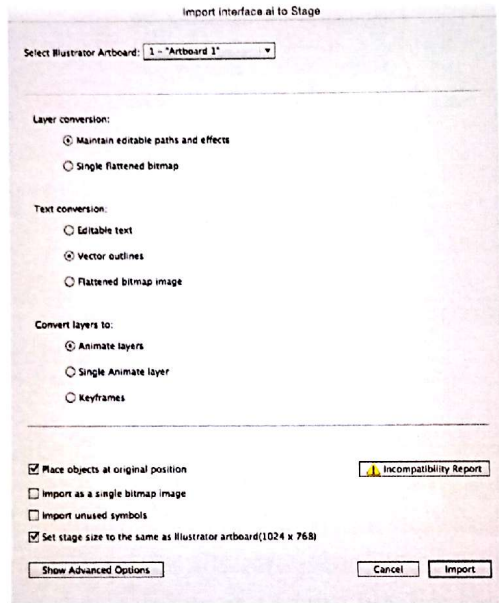 Import interface.ai to Stage
Select Illustrator Artboard: 1 - "Artboard 1"
Layer conversion:
Maintain editable paths and effects
Single flattened bitmap
Text conversion:
Editable text
Vector outlines
Flattened bitmap image
Convert layers to:
Animate layers
Single Animate layer
Keyframes
Place objects at original position
Incompatibility Report
Import as a single bitmap image
Import unused symbols
Set stage size to the same as Illustrator artboard(1024 x 768)
Show Advanced Options
Cancel
Import